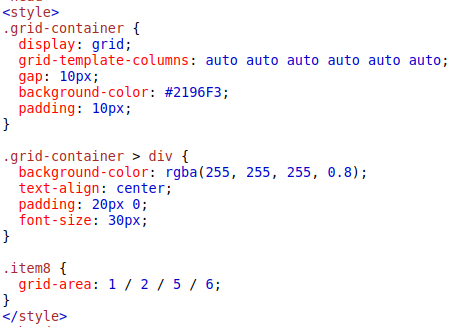 <style>
.grid-container {
  display: grid;
  grid-template-columns: auto auto auto auto auto auto;
  gap: 10px;
  background-color: #2196F3;
  padding: 10px;
}

.grid-container > div {
  background-color: rgba(255, 255, 255, 0.8);
  text-align: center;
  padding: 20px 0;
  font-size: 30px;
}

.item8 {
  grid-area: 1 / 2 / 5 / 6;
}
</style>